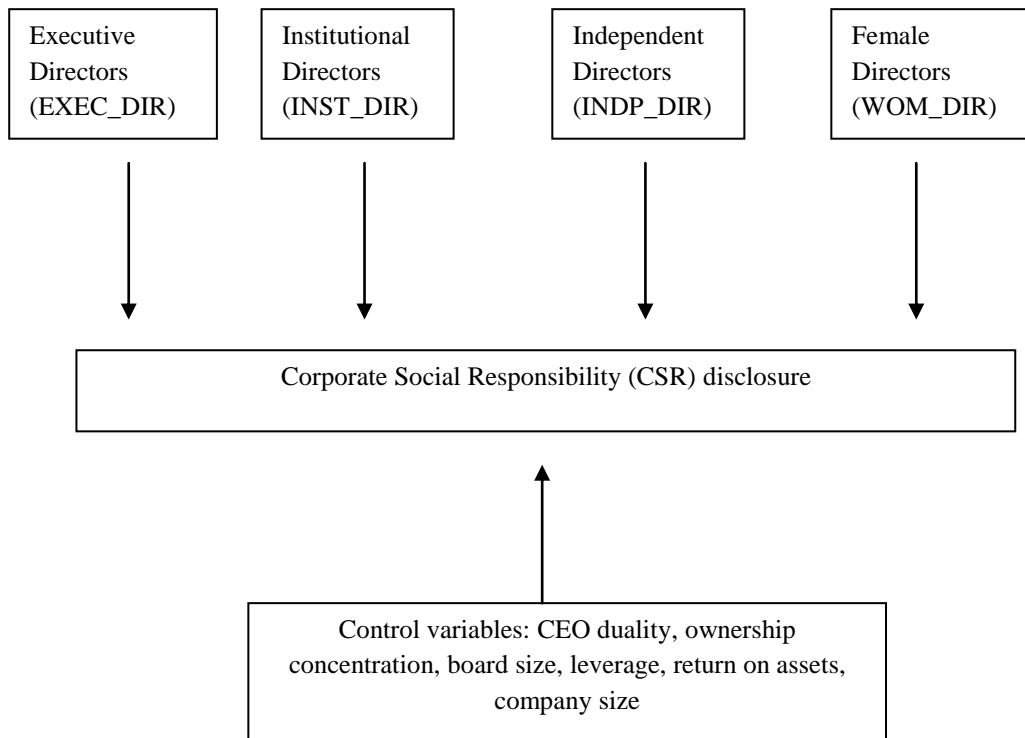 Executive
Directors
(EXEC_DIR)
Institutional
Directors
(INST_DIR)
Independent
Directors
(INDP_DIR)
Female
Directors
(WOM_DIR)
Corporate Social Responsibility (CSR) disclosure
Control variables: CEO duality, ownership
concentration, board size, leverage, return on assets,
company size